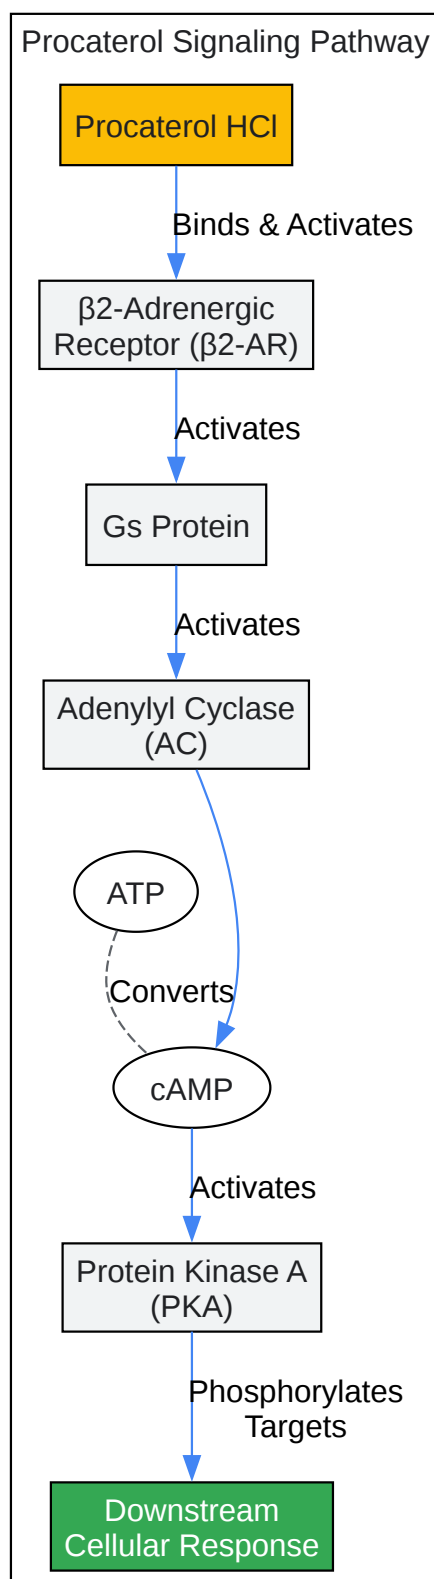 Procaterol Signaling Pathway
Procaterol HCl
Binds & Activates
β2-Adrenergic
Receptor (β2-AR)
Activates
Gs Protein
Activates
Adenylyl Cyclase
(AC)
ATP
Converts
cAMP
Activates
Protein Kinase A
(PKA)
Phosphorylates
Targets
Downstream
Cellular Response